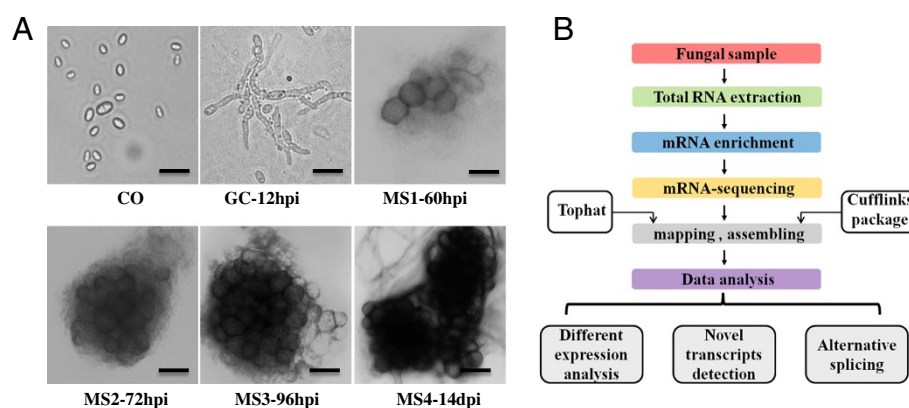 A
CO
GC-12hpi
MS1-60hpi
MS2-72hpi
MS3-96hpi
MS4-14dpi
B
Fungal sample
Total RNA extraction
mRNA enrichment
mRNA-sequencing
Tophat
Cufflinks
package
mapping , assembling
Data analysis
Different
expression
analysis
Novel
transcripts
detection
Alternative
splicing